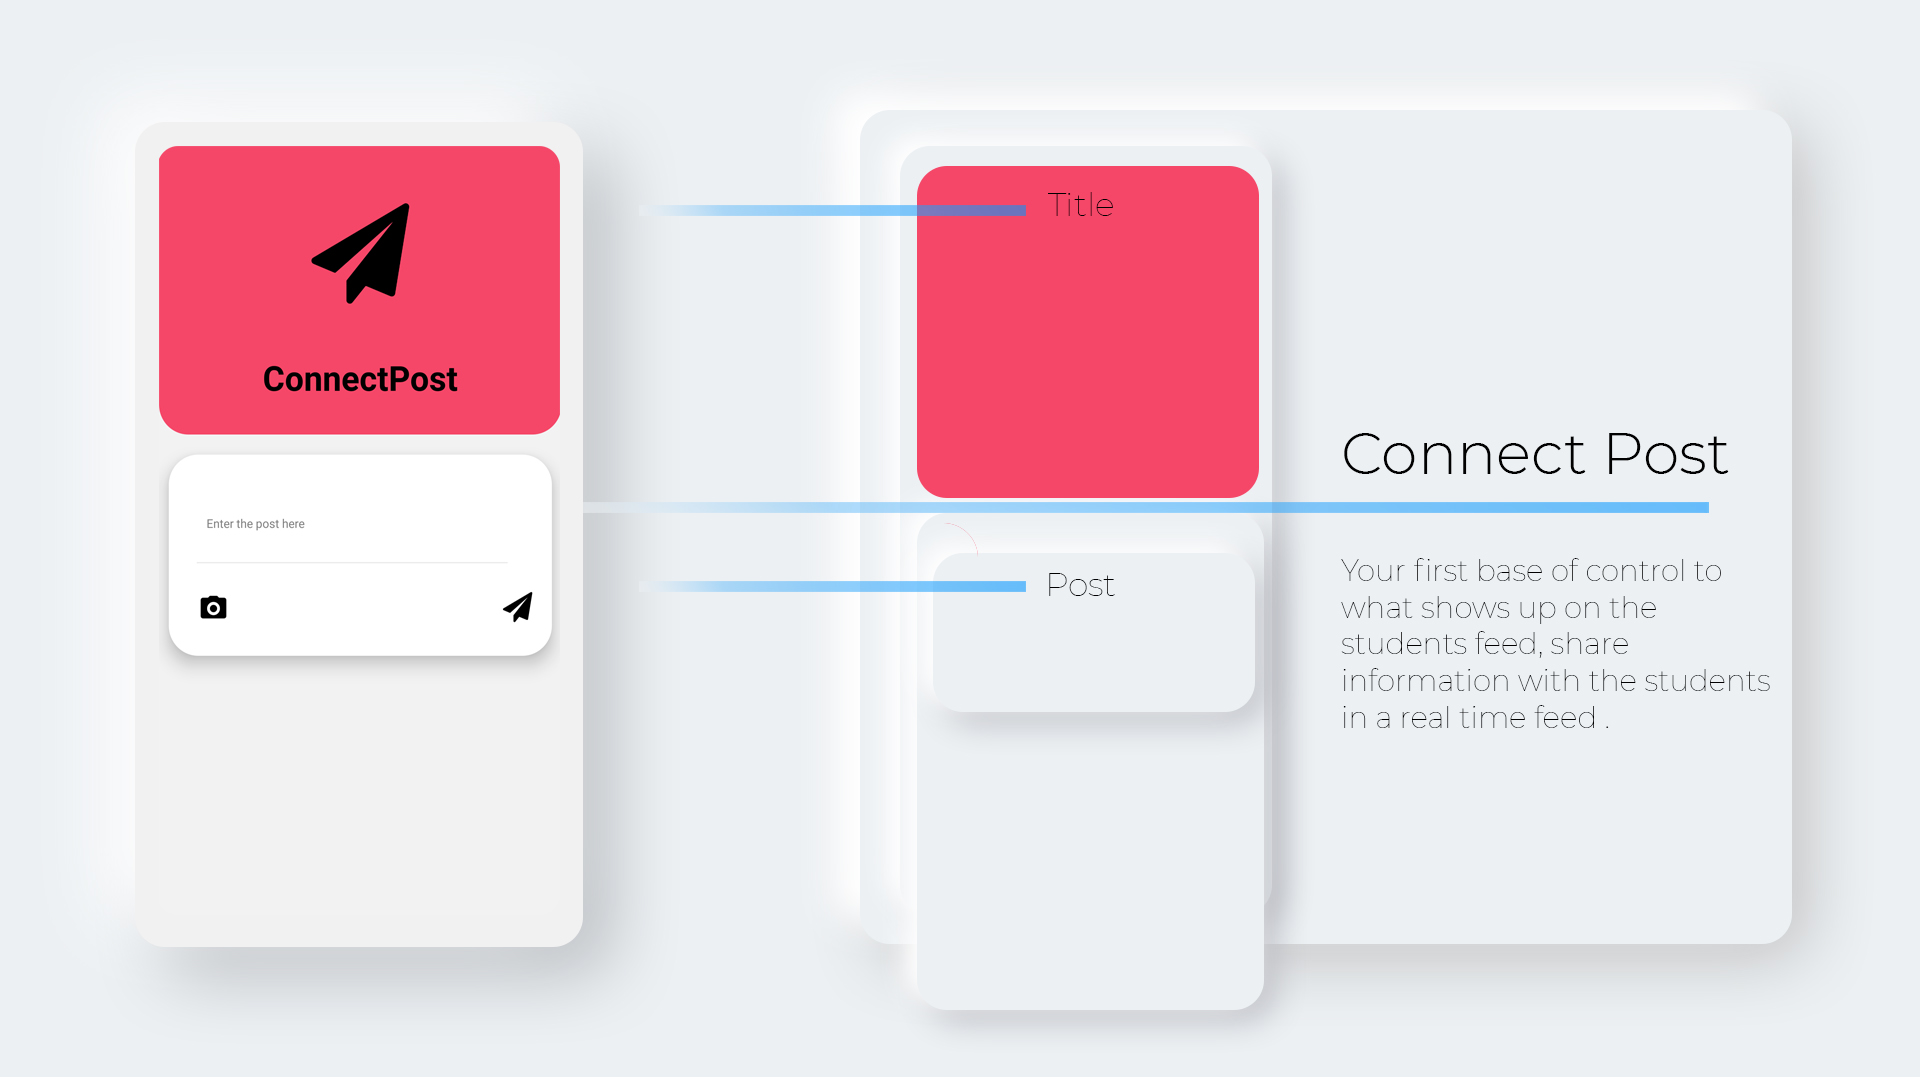 ConnectPost
Enter the post here
Title
Post
Connect Post
Your first base of control to
what shows up on the
students feed, share
information with the students
in a real time feed .